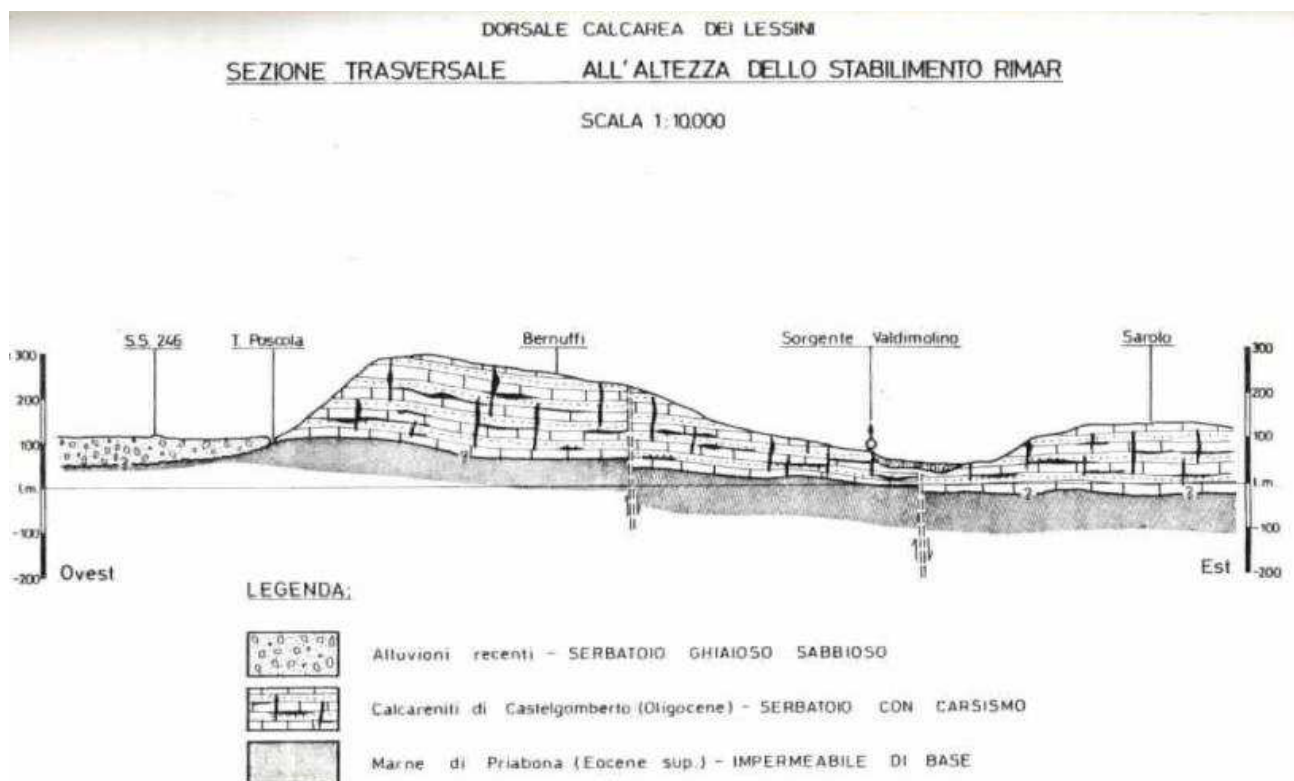 DORSALE CALCAREA DEI LESSINI
SEZIONE TRASVERSALE ALL'ALTEZZA DELLO STABILIMENTO RIMAR
SCALA 1:10.000
S.S. 246 T. Poscola Bernuffi Sorgente Valdimolino Sarolo
300 300
200 200
100 100
?
l.m. l.m.
? ?
-100 -100
-200 Ovest Est -200
LEGENDA:
Alluvioni recenti - SERBATOIO GHIAIOSO SABBIOSO
Calcareniti di Castelgomberto (Oligocene) - SERBATOIO CON CARSISMO
Marne di Priabona (Eocene sup.) - IMPERMEABILE DI BASE